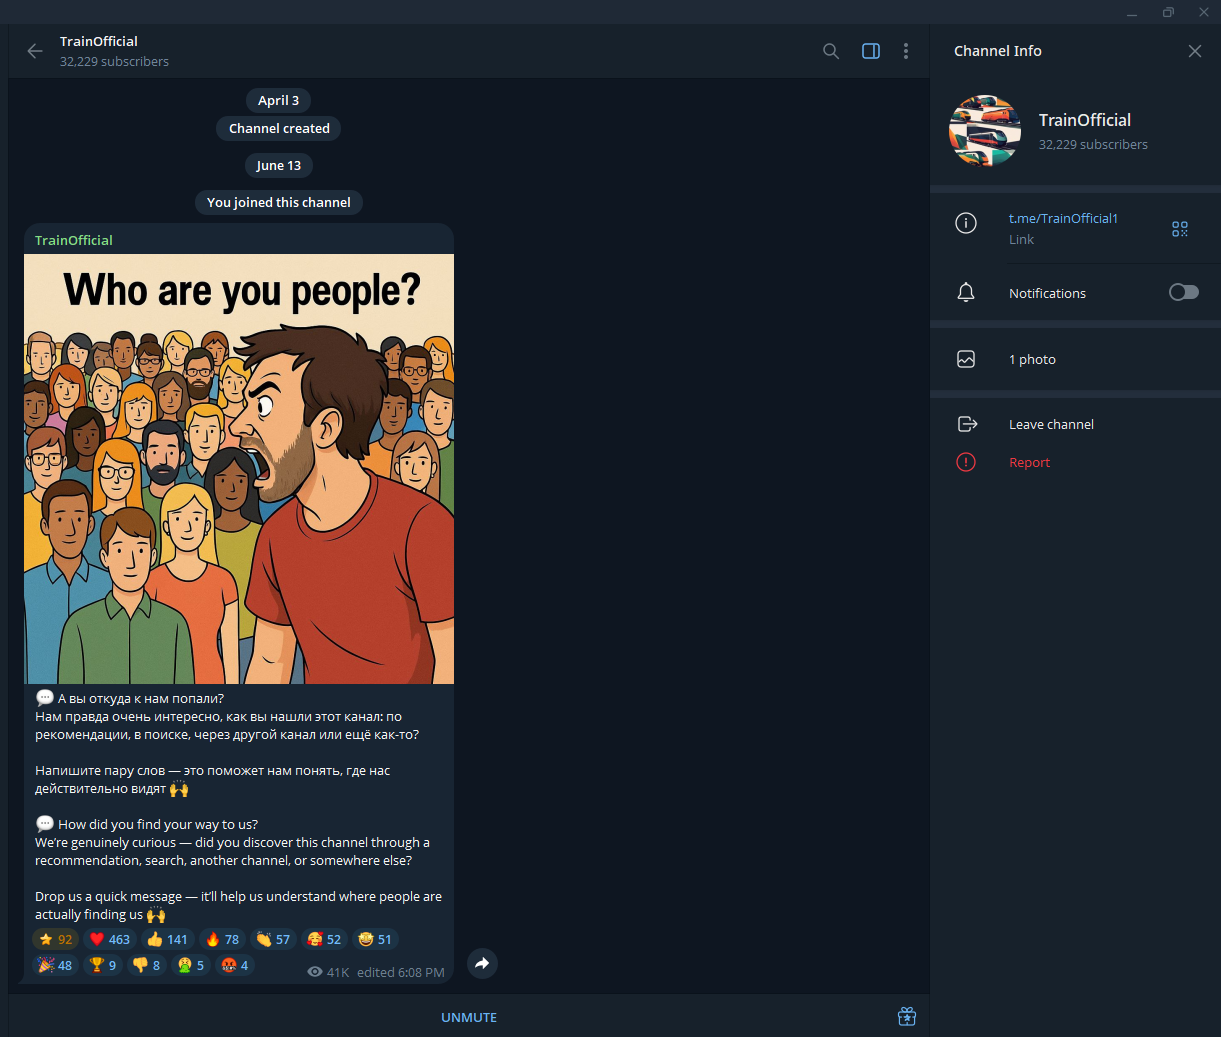 TrainOfficial
32,229 subscribers
April 3
Channel created
June 13
You joined this channel
TrainOfficial
Who are you people?
💬 А вы откуда к нам попали?
Нам правда очень интересно, как вы нашли этот канал: по
рекомендации, в поиске, через другой канал или ещё как-то?
Напишите пару слов — это поможет нам понять, где нас
действительно видят 🙌
💬 How did you find your way to us?
We’re genuinely curious — did you discover this channel through a
recommendation, search, another channel, or somewhere else?
Drop us a quick message — it’ll help us understand where people are
actually finding us 🙌
⭐ 92 ❤️ 463 👍 141 🔥 78 👏 57 🥰 52 🤩 51
🎉 48 🏆 9 👎 8 🤮 5 🤬 4
41K edited 6:08 PM
UNMUTE
Channel Info
TrainOfficial
32,229 subscribers
t.me/TrainOfficial1
Link
Notifications
1 photo
Leave channel
Report